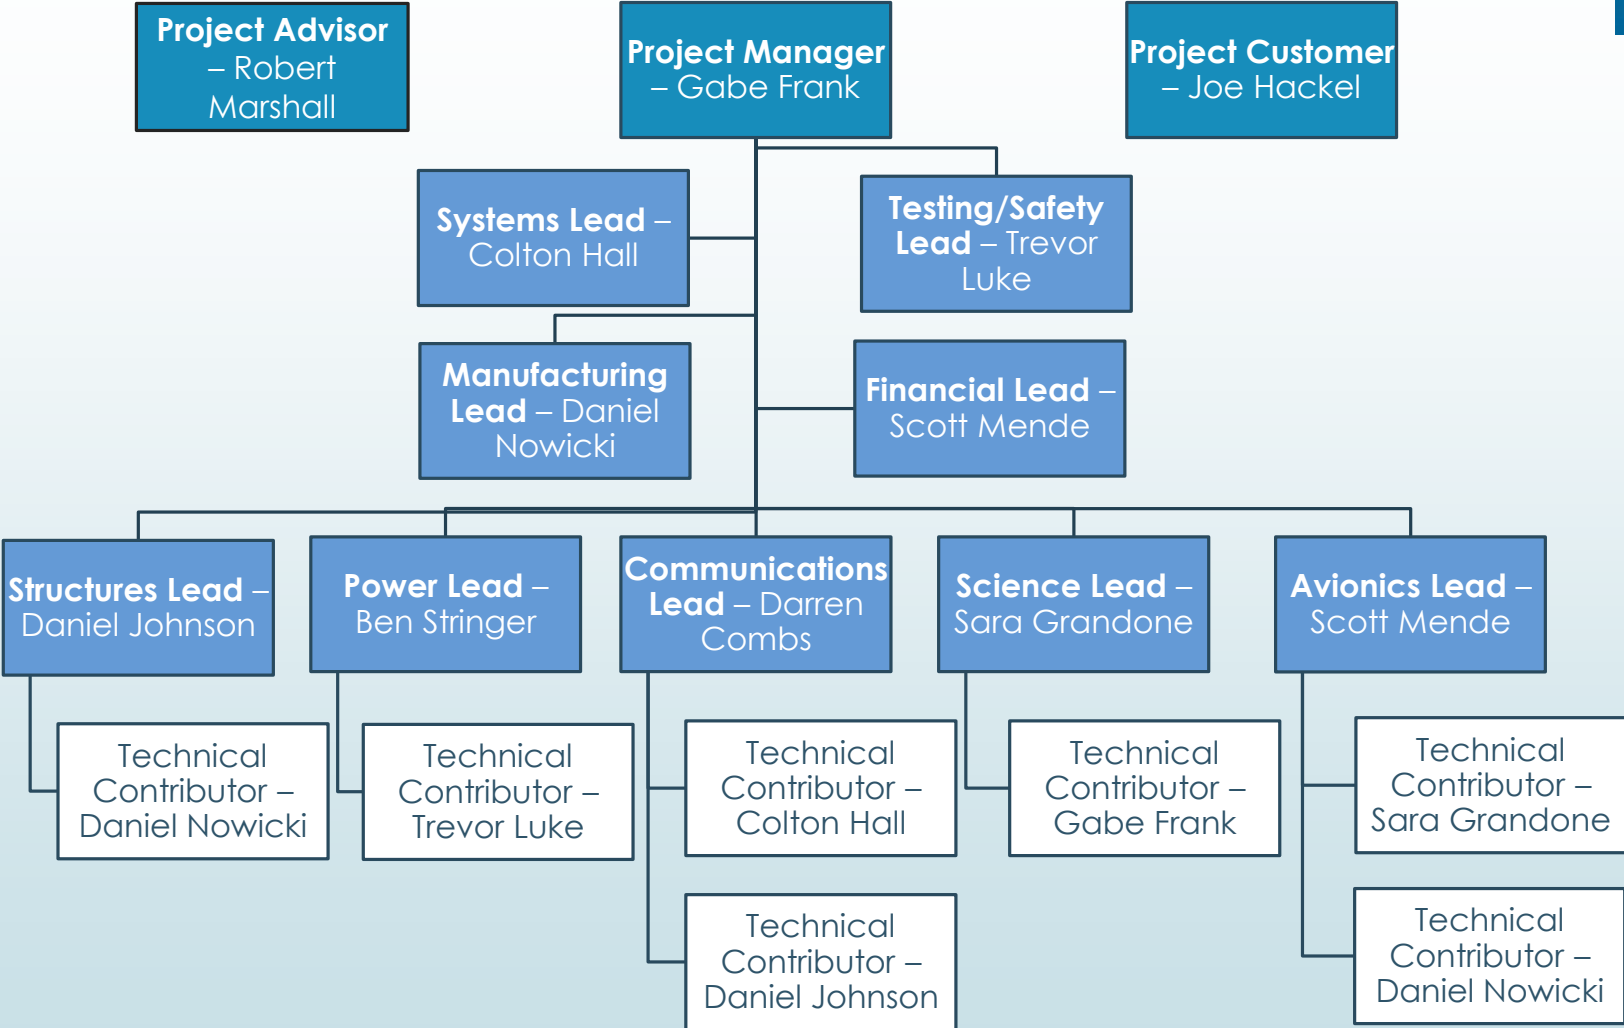 Project Advisor
– Robert
Marshall
Project Manager
– Gabe Frank
Project Customer
– Joe Hackel
Systems Lead –
Colton Hall
Testing/Safety
Lead – Trevor
Luke
Manufacturing
Lead – Daniel
Nowicki
Financial Lead –
Scott Mende
Structures Lead –
Daniel Johnson
Power Lead –
Ben Stringer
Communications
Lead – Darren
Combs
Science Lead –
Sara Grandone
Avionics Lead –
Scott Mende
Technical
Contributor –
Daniel Nowicki
Technical
Contributor –
Trevor Luke
Technical
Contributor –
Colton Hall
Technical
Contributor –
Gabe Frank
Technical
Contributor –
Sara Grandone
Technical
Contributor –
Daniel Johnson
Technical
Contributor –
Daniel Nowicki